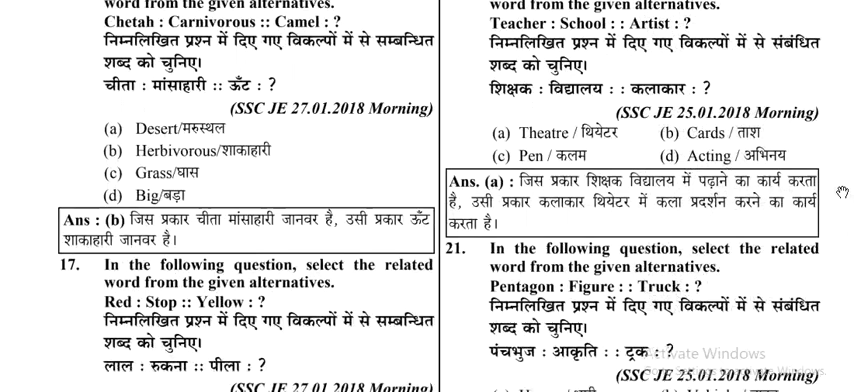 word from the given alternatives.
Chetah : Carnivorous :: Camel : ?
निम्नलिखित प्रश्न में दिए गए विकल्पों में से सम्बन्धित
शब्द को चुनिए।
चीता : मांसाहारी :: ऊँट : ?
(SSC JE 27.01.2018 Morning)
(a) Desert/मरुस्थल
(b) Herbivorous/शाकाहारी
(c) Grass/घास
(d) Big/बड़ा
Ans : (b) जिस प्रकार चीता मांसाहारी जानवर है, उसी प्रकार ऊँट
शाकाहारी जानवर है।
17. In the following question, select the related
word from the given alternatives.
Red : Stop :: Yellow : ?
निम्नलिखित प्रश्न में दिए गए विकल्पों में से सम्बन्धित
शब्द को चुनिए।
लाल : रुकना :: पीला : ?
(SSC JE 27.01.2018 Morning)
word from the given alternatives.
Teacher : School : : Artist : ?
निम्नलिखित प्रश्न में दिए गए विकल्पों में से संबंधित
शब्द को चुनिए।
शिक्षक : विद्यालय : : कलाकार : ?
(SSC JE 25.01.2018 Morning)
(a) Theatre / थियेटर (b) Cards / ताश
(c) Pen / कलम (d) Acting / अभिनय
Ans. (a) : जिस प्रकार शिक्षक विद्यालय में पढ़ाने का कार्य करता
है, उसी प्रकार कलाकार थियेटर में कला प्रदर्शन करने का कार्य
करता है।
21. In the following question, select the related
word from the given alternatives.
Pentagon : Figure : : Truck : ?
निम्नलिखित प्रश्न में दिए गए विकल्पों में से संबंधित
शब्द को चुनिए।
पंचभुज : आकृति : : ट्रक : ?
Activate Windows
(SSC JE 25.01.2018 Morning)